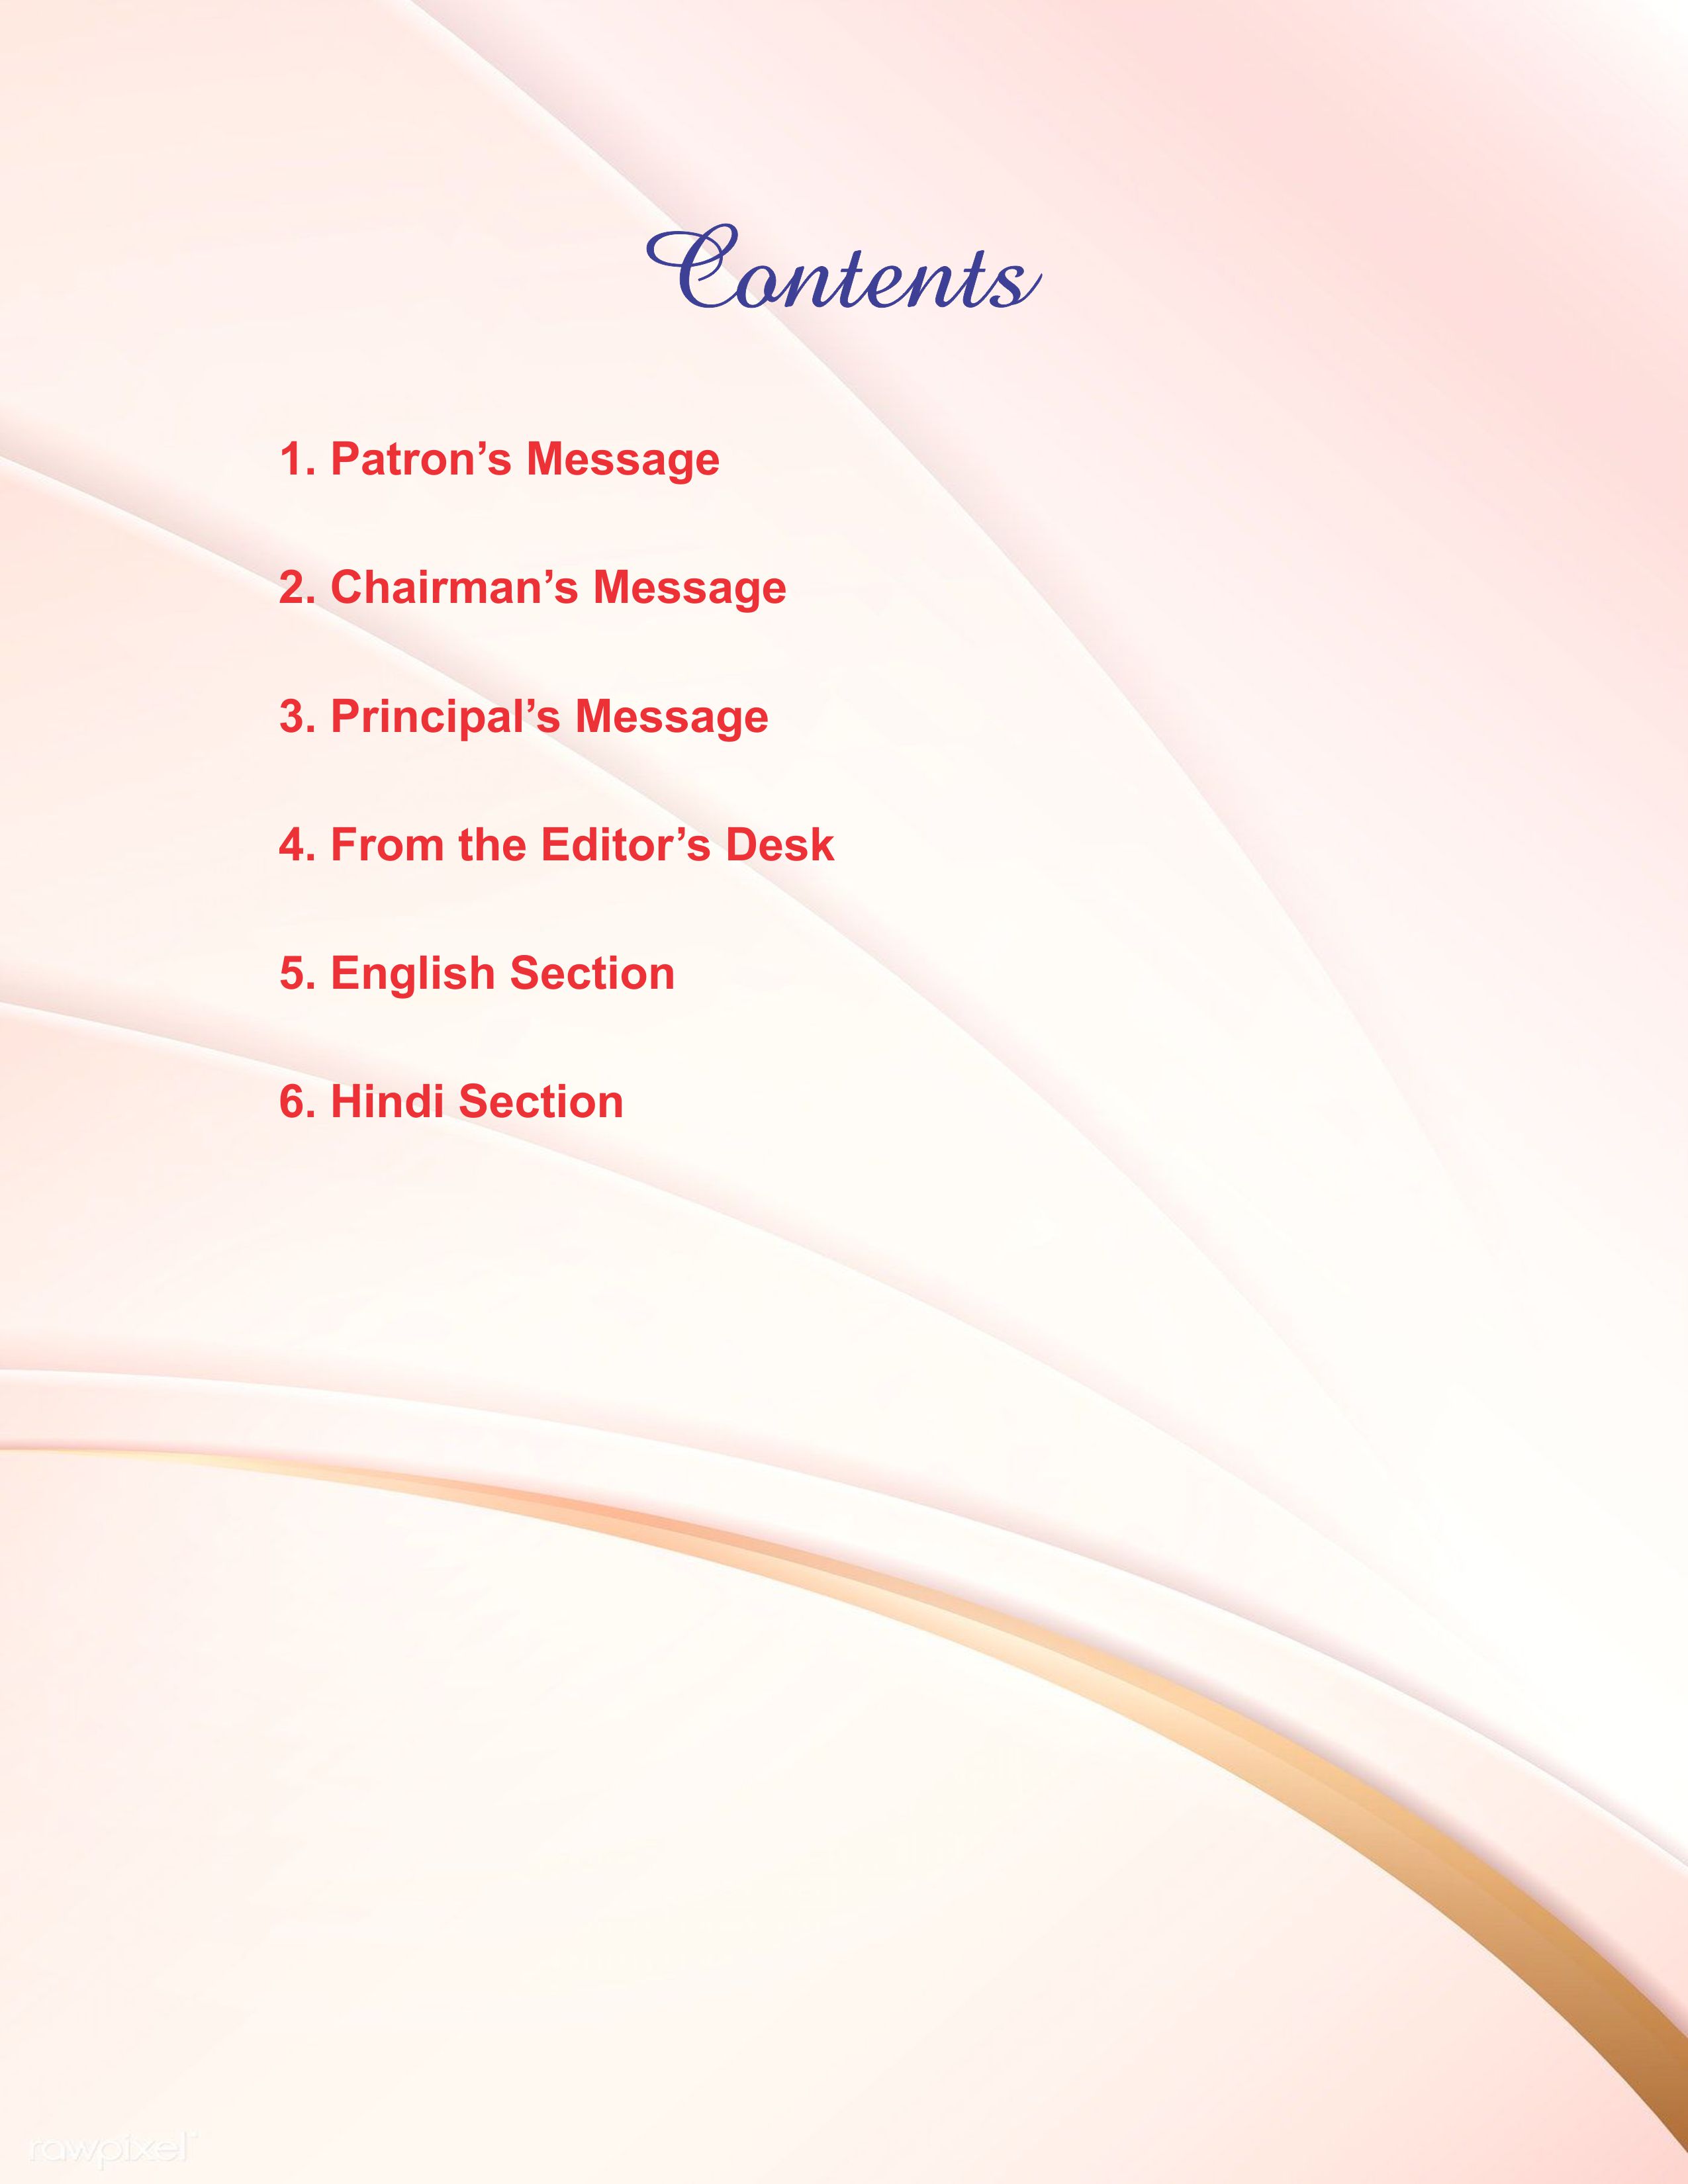 Contents
1. Patron’s Message
2. Chairman’s Message
3. Principal’s Message
4. From the Editor’s Desk
5. English Section
6. Hindi Section
rawpixel